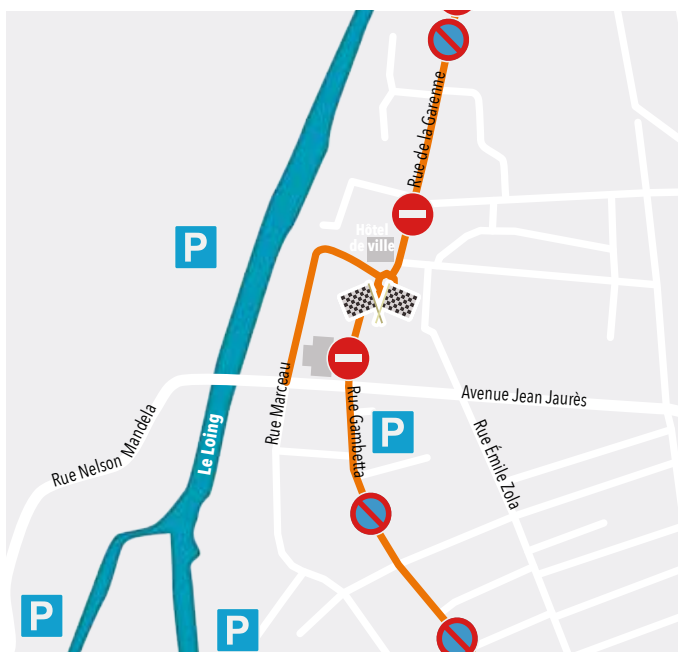 Rue de la Garenne
P
Hôtel
de ville
Rue Marceau
Avenue Jean Jaurès
Rue Nelson Mandela
Le Loing
Rue Gambetta
P
Rue Émile Zola
P
P